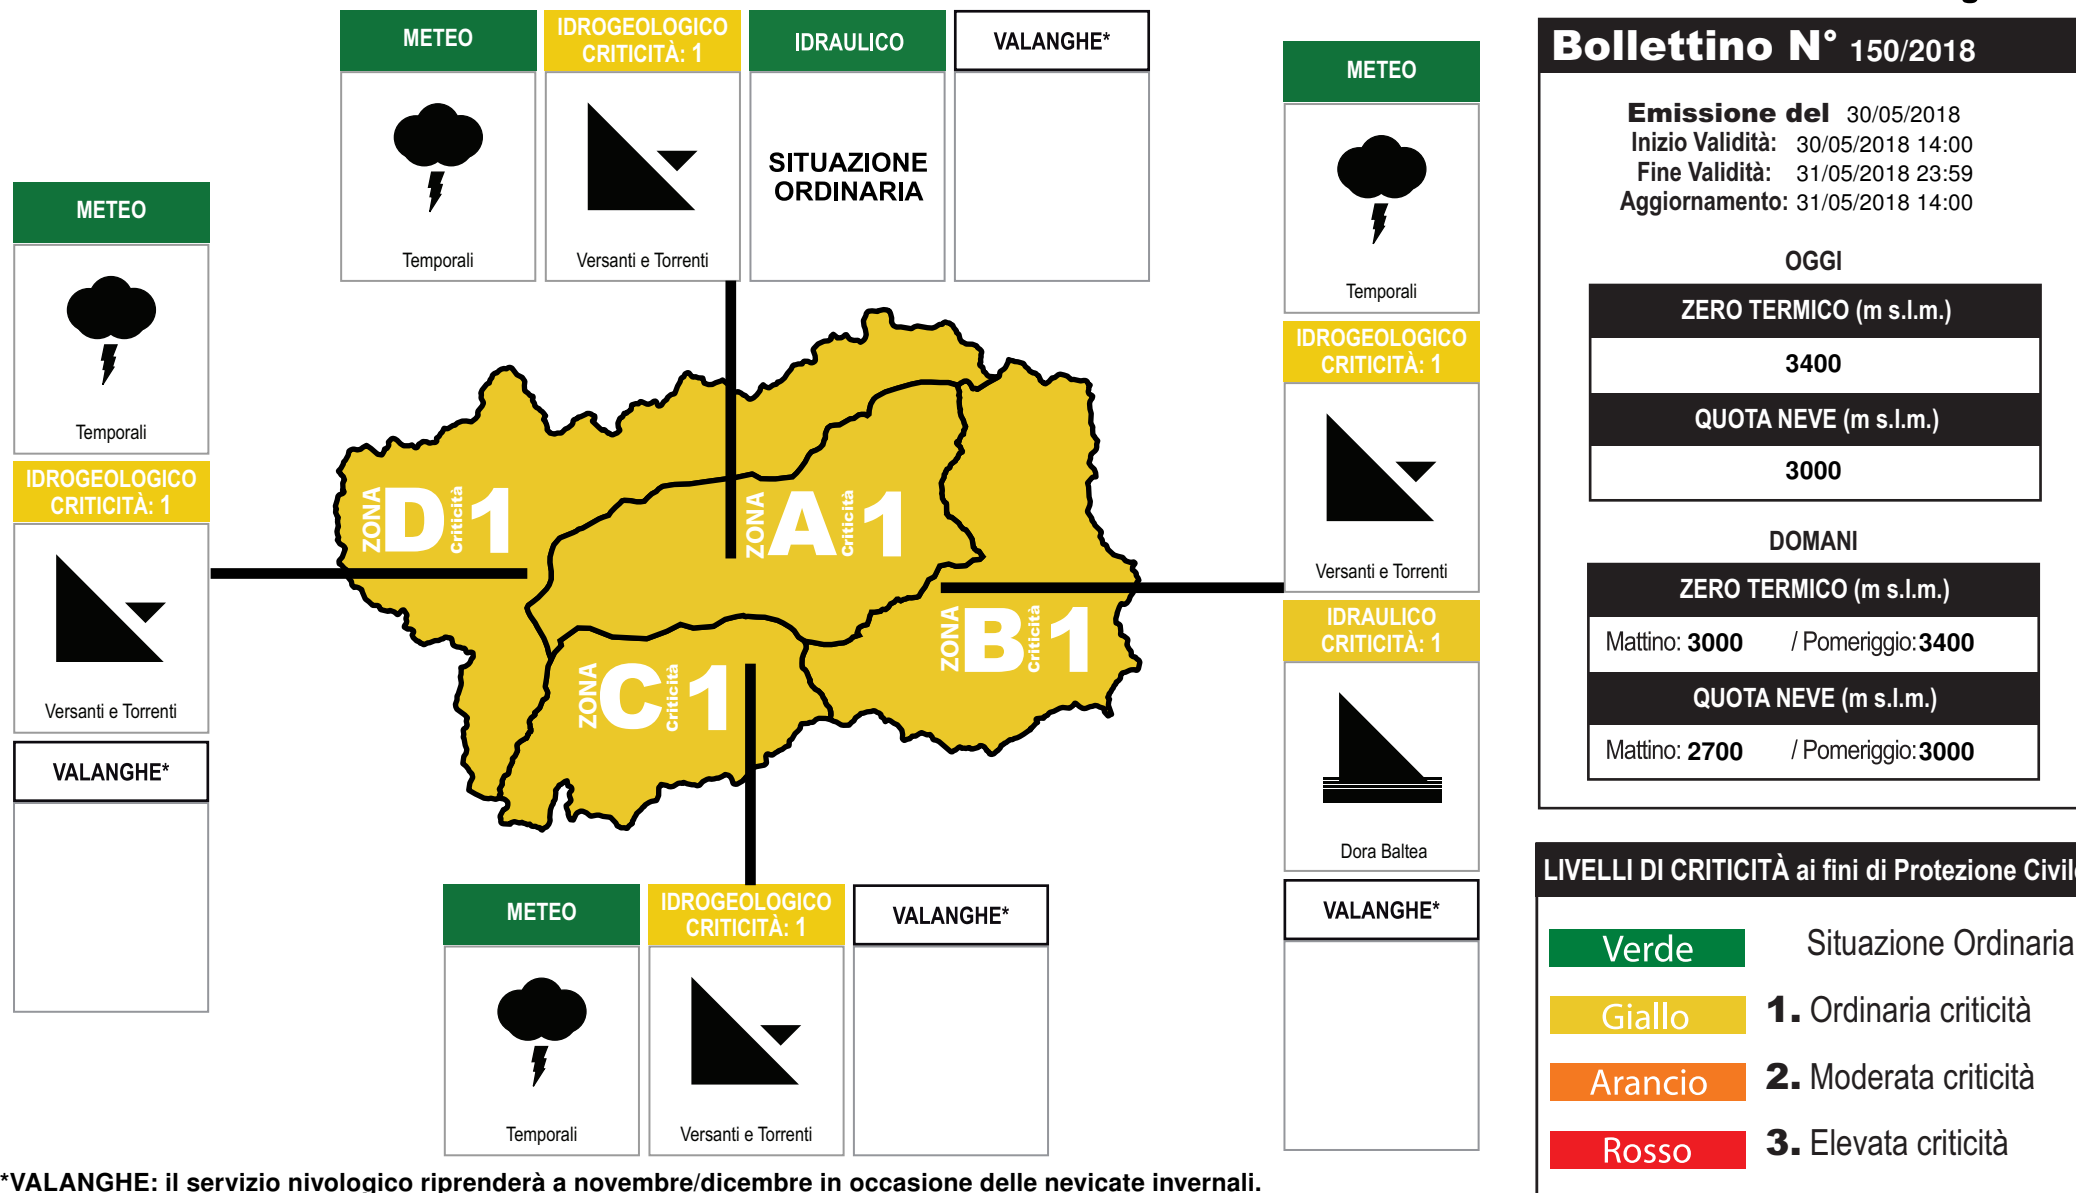 METEO
Temporali
IDROGEOLOGICO
CRITICITÀ: 1
Versanti e Torrenti
IDRAULICO
SITUAZIONE
ORDINARIA
VALANGHE*
METEO
Temporali
IDROGEOLOGICO
CRITICITÀ: 1
Versanti e Torrenti
VALANGHE*
METEO
Temporali
IDROGEOLOGICO
CRITICITÀ: 1
Versanti e Torrenti
IDRAULICO
CRITICITÀ: 1
Dora Baltea
VALANGHE*
ZONA D Criticità 1
ZONA A Criticità 1
ZONA B Criticità 1
ZONA C Criticità 1
METEO
Temporali
IDROGEOLOGICO
CRITICITÀ: 1
Versanti e Torrenti
VALANGHE*
*VALANGHE: il servizio nivologico riprenderà a novembre/dicembre in occasione delle nevicate invernali.
Bollettino N° 150/2018
Emissione del 30/05/2018
Inizio Validità: 30/05/2018 14:00
Fine Validità: 31/05/2018 23:59
Aggiornamento: 31/05/2018 14:00
OGGI
ZERO TERMICO (m s.l.m.)
3400
QUOTA NEVE (m s.l.m.)
3000
DOMANI
ZERO TERMICO (m s.l.m.)
Mattino: 3000 / Pomeriggio: 3400
QUOTA NEVE (m s.l.m.)
Mattino: 2700 / Pomeriggio: 3000
LIVELLI DI CRITICITÀ ai fini di Protezione Civile
Verde Situazione Ordinaria
Giallo 1. Ordinaria criticità
Arancio 2. Moderata criticità
Rosso 3. Elevata criticità